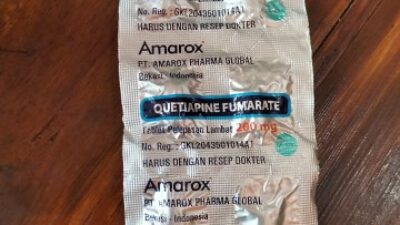 No. Reg. : GKL2043501014A1
HARUS DENGAN RESEP DOKTER
Amarox
PT. AMAROX PHARMA GLOBAL
Bekasi - Indonesia
QUETIAPINE FUMARATE
Tablet Pelepasan Lambat 200 mg
No. Reg. : GKL2043501014A1
HARUS DENGAN RESEP DOKTER
Amarox
PT. AMAROX PHARMA GLOBAL
Bekasi - Indonesia